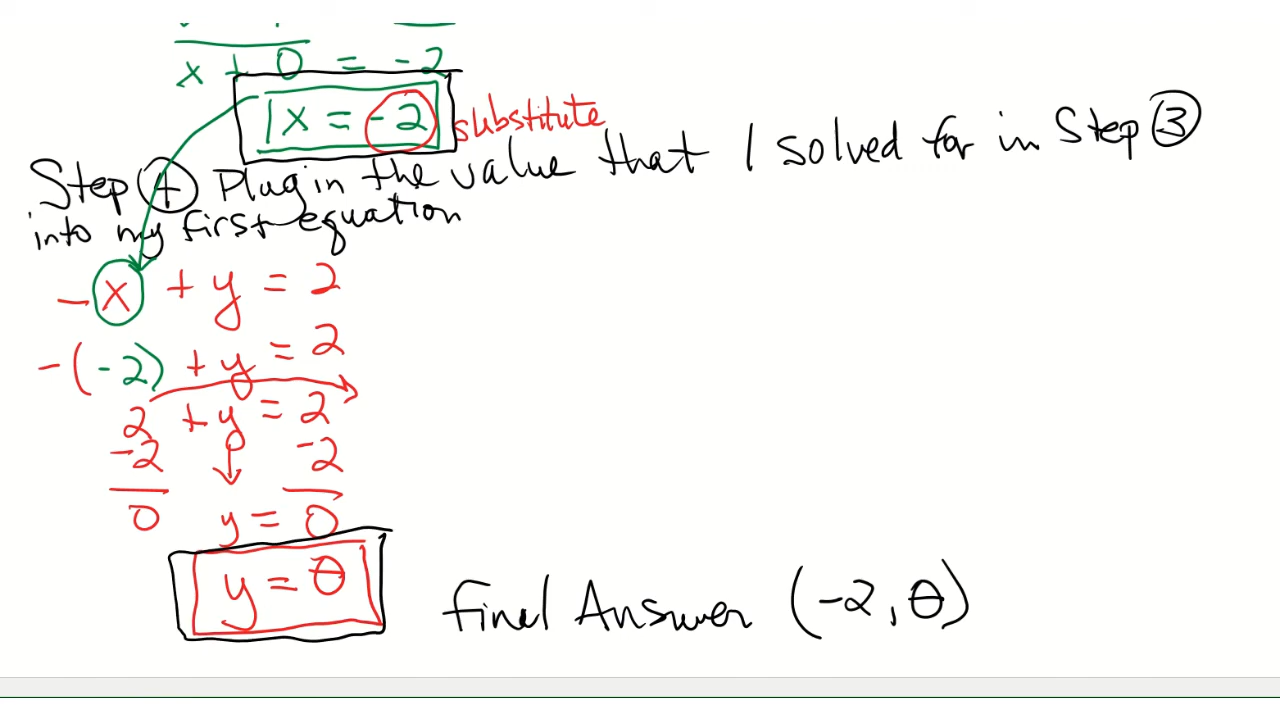 x + 0 = -2
1x = -2 substitute
Step 4 Plug in the value that I solved for in Step 3
into my first equation
-x + y = 2
-(-2) + y = 2
2 + y = 2
-2 -2
0 y = 0
y = 0
Final Answer (-2, 0)